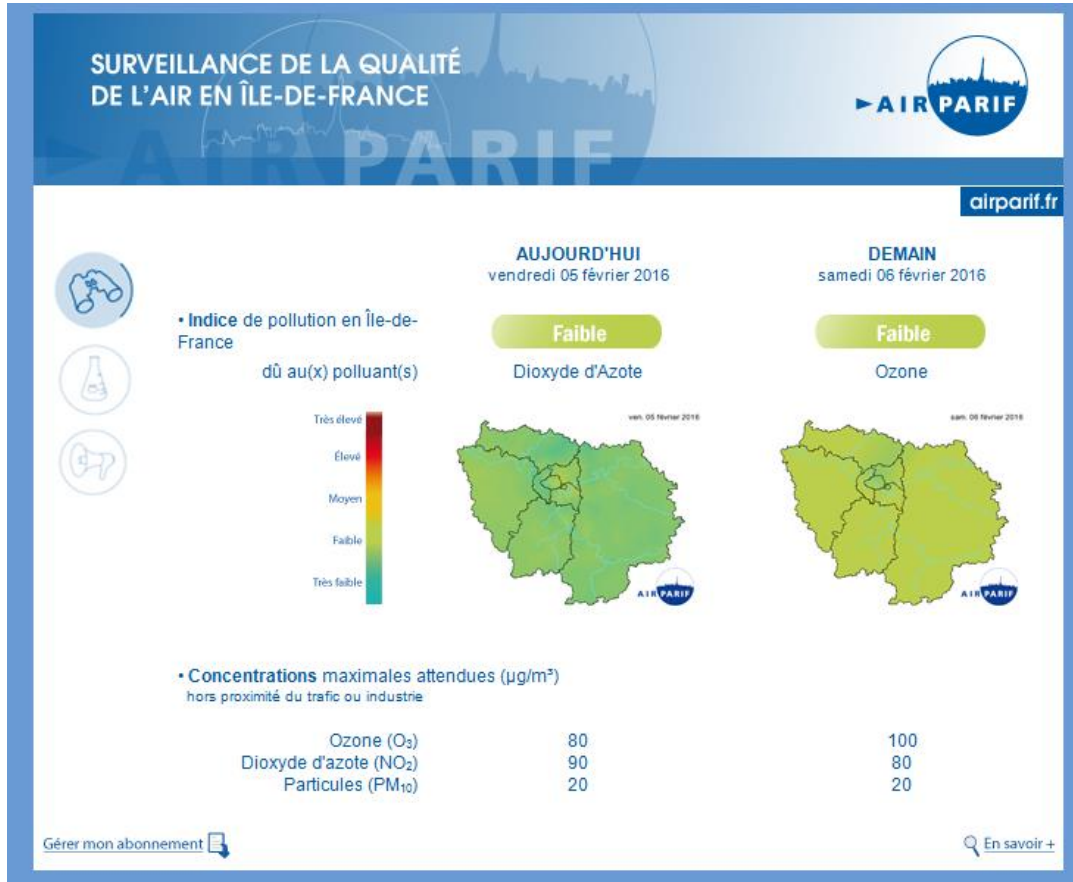 SURVEILLANCE DE LA QUALITÉ
DE L'AIR EN ÎLE-DE-FRANCE
AIRPARIF
AIRPARIF
airparif.fr
AUJOURD'HUI
vendredi 05 février 2016
DEMAIN
samedi 06 février 2016
• Indice de pollution en Île-de-
France
Faible
Faible
dû au(x) polluant(s)
Dioxyde d'Azote
Ozone
Très élevé
Élevé
Moyen
Faible
Très faible
ven. 05 février 2016
AIRPARIF
sam. 06 février 2016
AIRPARIF
• Concentrations maximales attendues (µg/m³)
hors proximité du trafic ou industrie
Ozone (O₃) 80 100
Dioxyde d'azote (NO₂) 90 80
Particules (PM₁₀) 20 20
Gérer mon abonnement
En savoir +